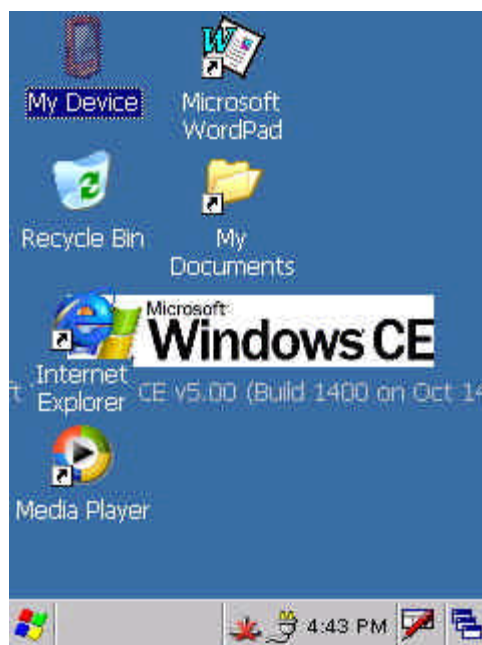 My Device
Microsoft
WordPad
Recycle Bin
My
Documents
Microsoft
Windows CE
Internet
Explorer
ft CE v5.00 (Build 1400 on Oct 14
Media Player
4:43 PM